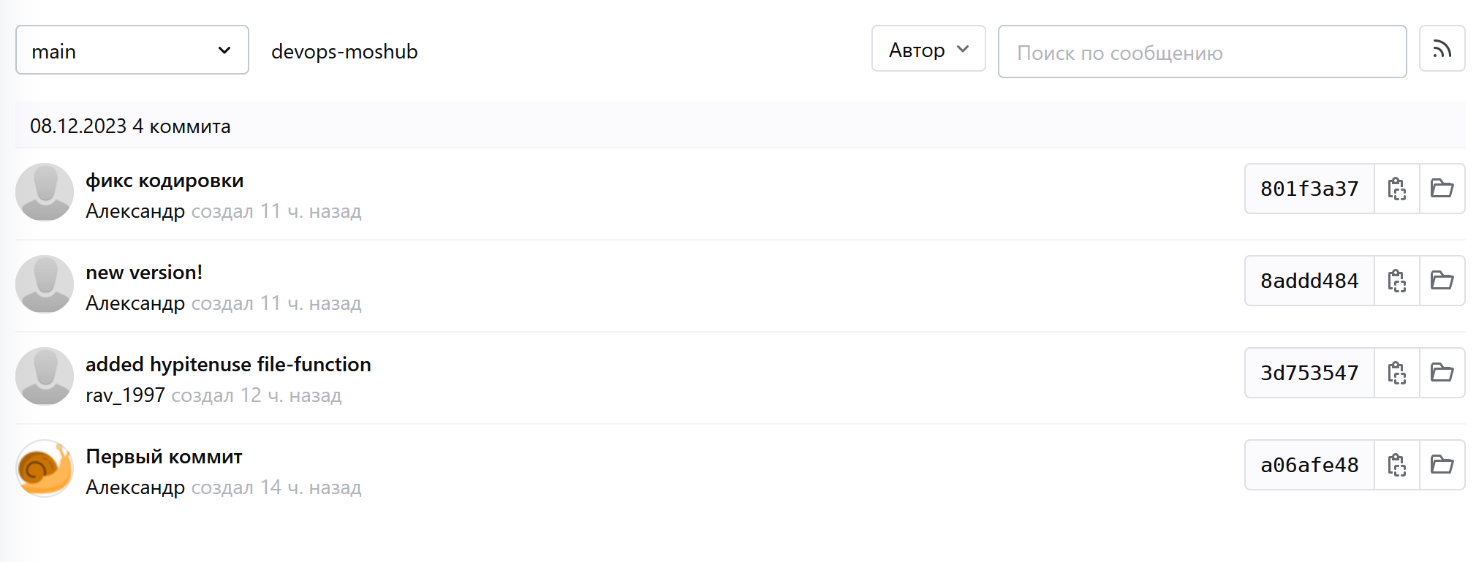 main devops-moshub Автор Поиск по сообщению
08.12.2023 4 коммита
фикс кодировки
Александр создал 11 ч. назад
801f3a37
new version!
Александр создал 11 ч. назад
8addd484
added hypitenuse file-function
rav_1997 создал 12 ч. назад
3d753547
Первый коммит
Александр создал 14 ч. назад
a06afe48